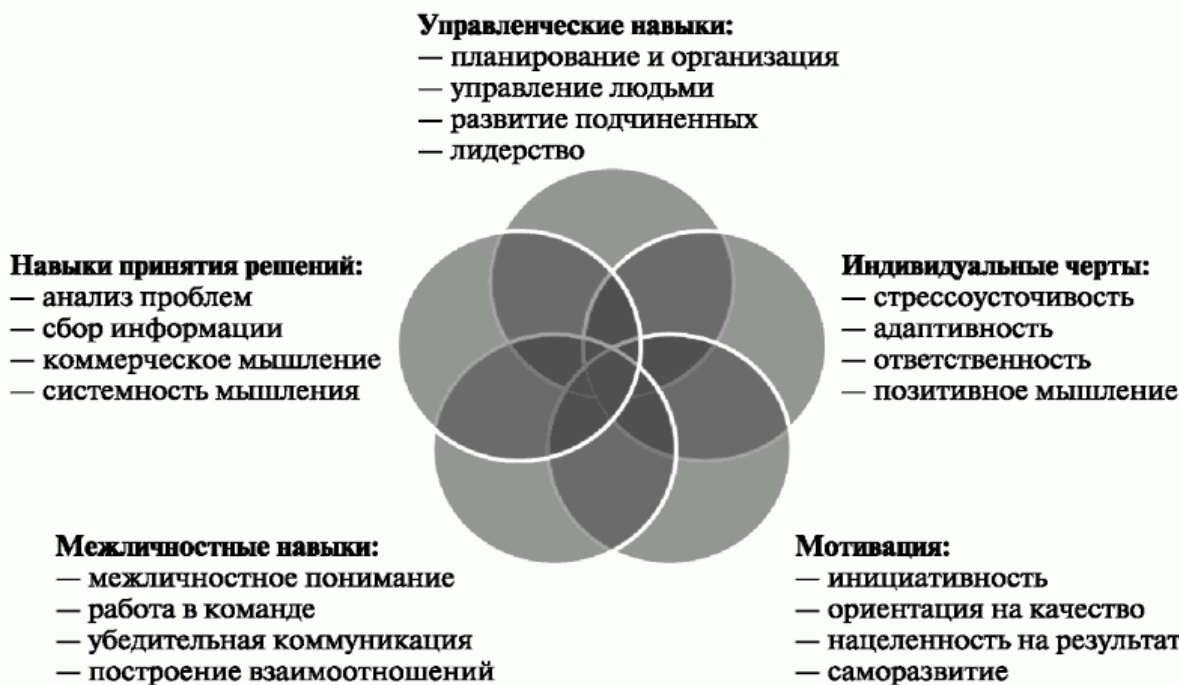 Управленческие навыки:
— планирование и организация
— управление людьми
— развитие подчиненных
— лидерство
Навыки принятия решений:
— анализ проблем
— сбор информации
— коммерческое мышление
— системность мышления
Индивидуальные черты:
— стрессоусточивость
— адаптивность
— ответственность
— позитивное мышление
Межличностные навыки:
— межличностное понимание
— работа в команде
— убедительная коммуникация
— построение взаимоотношений
Мотивация:
— инициативность
— ориентация на качество
— нацеленность на результат
— саморазвитие